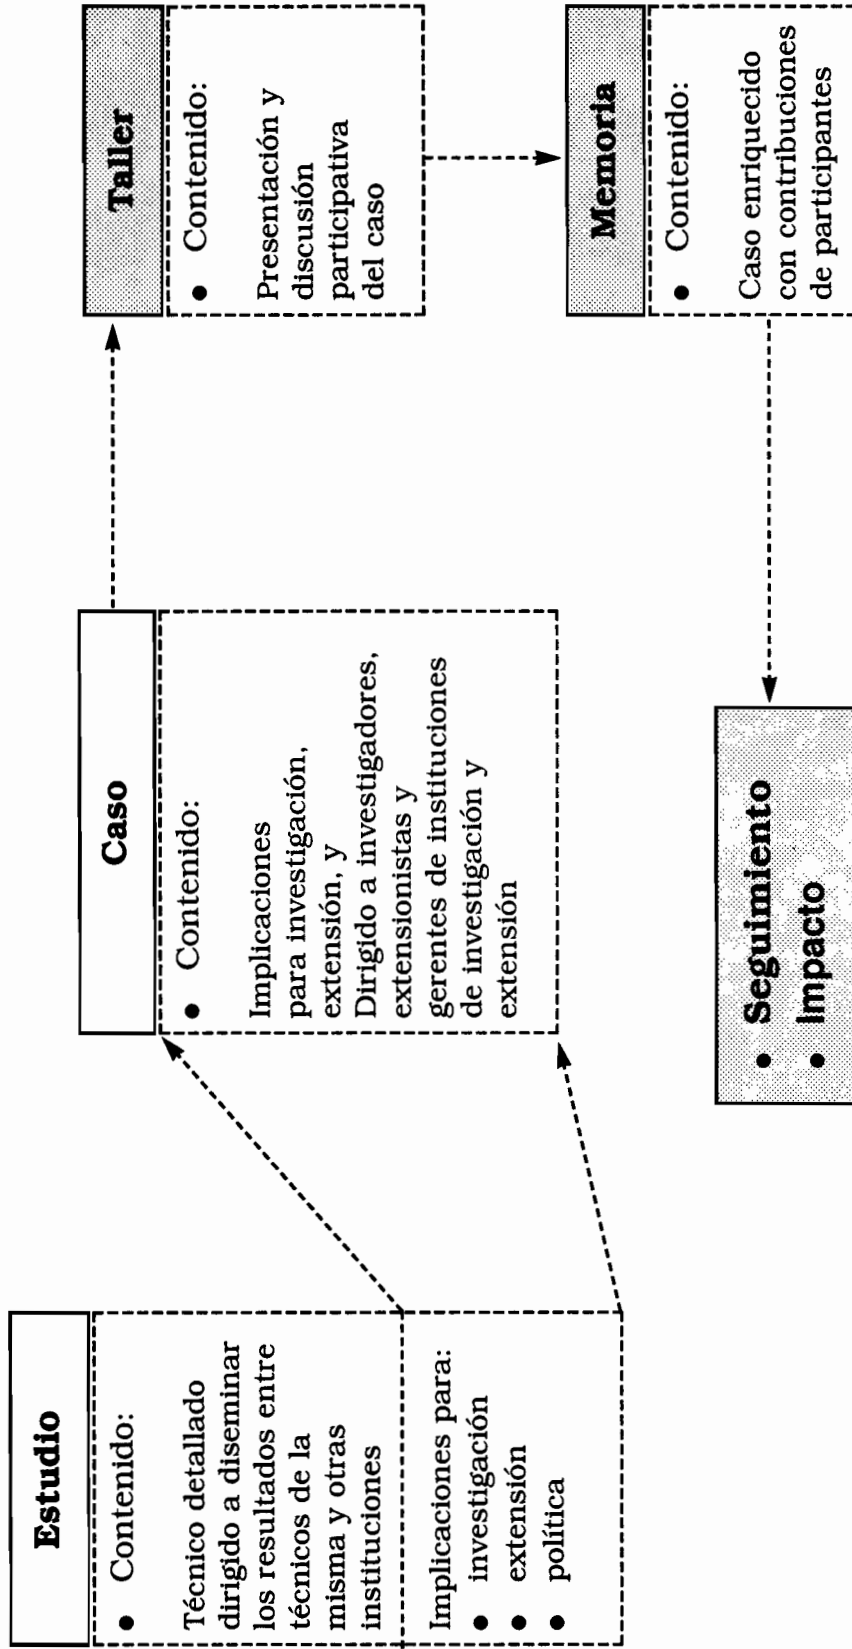 Estudio
• Contenido:
Técnico detallado
dirigido a diseminar
los resultados entre
técnicos de la
misma y otras
instituciones
Implicaciones para:
• investigación
• extensión
• política
Caso
• Contenido:
Implicaciones
para investigación,
extensión, y
Dirigido a investigadores,
extensionistas y
gerentes de instituciones
de investigación y
extensión
Taller
• Contenido:
Presentación y
discusión
participativa
del caso
Memoria
• Contenido:
Caso enriquecido
con contribuciones
de participantes
• Seguimiento
• Impacto